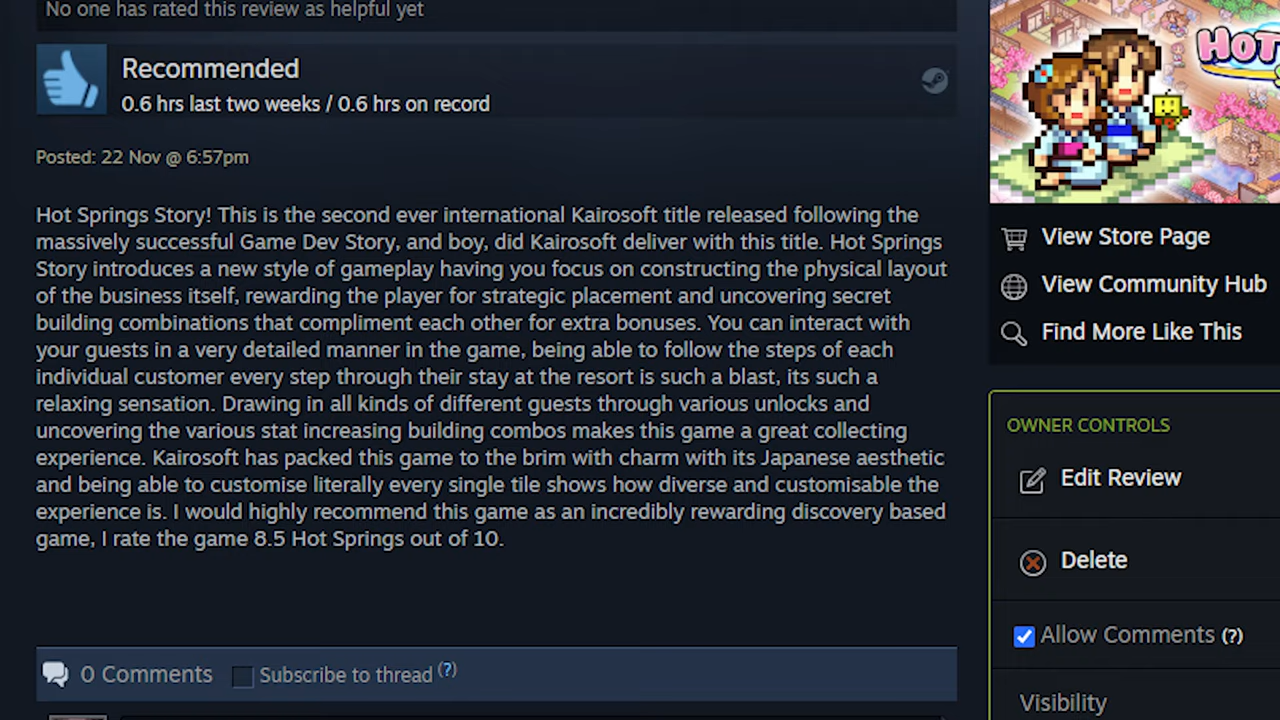 No one has rated this review as helpful yet
Recommended
0.6 hrs last two weeks / 0.6 hrs on record
Posted: 22 Nov @ 6:57pm
Hot Springs Story! This is the second ever international Kairosoft title released following the
massively successful Game Dev Story, and boy, did Kairosoft deliver with this title. Hot Springs
Story introduces a new style of gameplay having you focus on constructing the physical layout
of the business itself, rewarding the player for strategic placement and uncovering secret
building combinations that compliment each other for extra bonuses. You can interact with
your guests in a very detailed manner in the game, being able to follow the steps of each
individual customer every step through their stay at the resort is such a blast, its such a
relaxing sensation. Drawing in all kinds of different guests through various unlocks and
uncovering the various stat increasing building combos makes this game a great collecting
experience. Kairosoft has packed this game to the brim with charm with its Japanese aesthetic
and being able to customise literally every single tile shows how diverse and customisable the
experience is. I would highly recommend this game as an incredibly rewarding discovery based
game, I rate the game 8.5 Hot Springs out of 10.
0 Comments
Subscribe to thread (?)
HOT
View Store Page
View Community Hub
Find More Like This
OWNER CONTROLS
Edit Review
Delete
Allow Comments (?)
Visibility